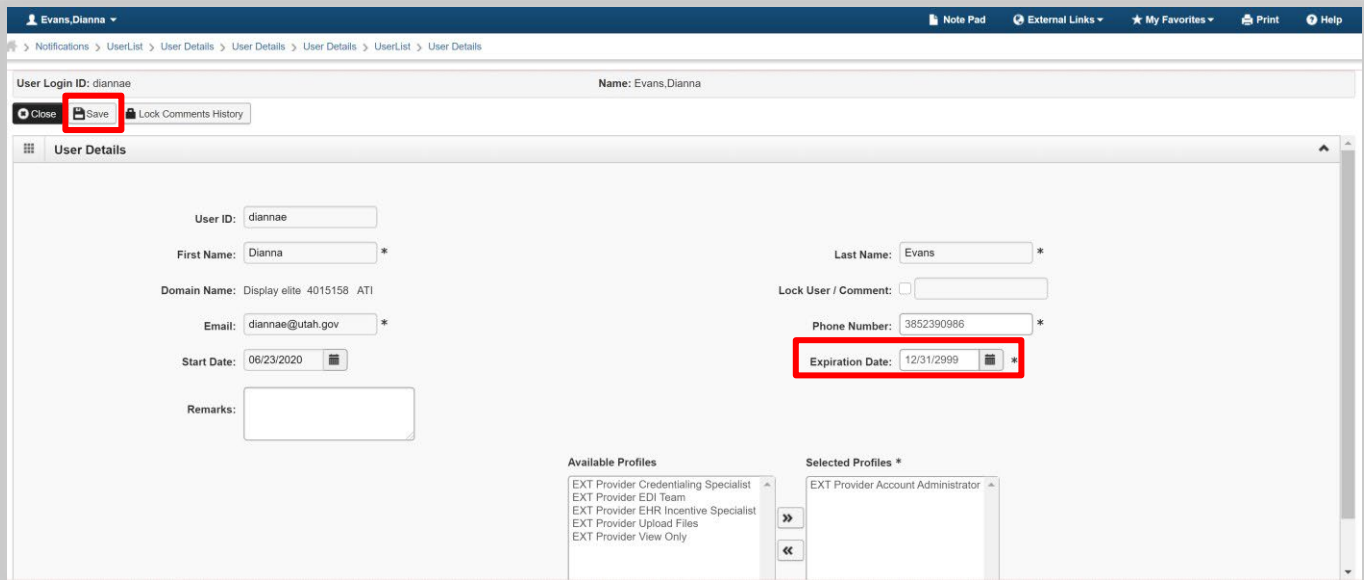 Evans,Dianna Note Pad External Links My Favorites Print Help
> Notifications > UserList > User Details > User Details > User Details > UserList > User Details
User Login ID: diannae Name: Evans,Dianna
Close Save Lock Comments History
User Details
User ID: diannae
First Name: Dianna * Last Name: Evans *
Domain Name: Display elite 4015158 ATI Lock User / Comment:
Email: diannae@utah.gov * Phone Number: 3852390986 *
Start Date: 06/23/2020 Expiration Date: 12/31/2999 *
Remarks:
Available Profiles Selected Profiles *
EXT Provider Credentialing Specialist EXT Provider Account Administrator
EXT Provider EDI Team
EXT Provider EHR Incentive Specialist
EXT Provider Upload Files
EXT Provider View Only
»
«